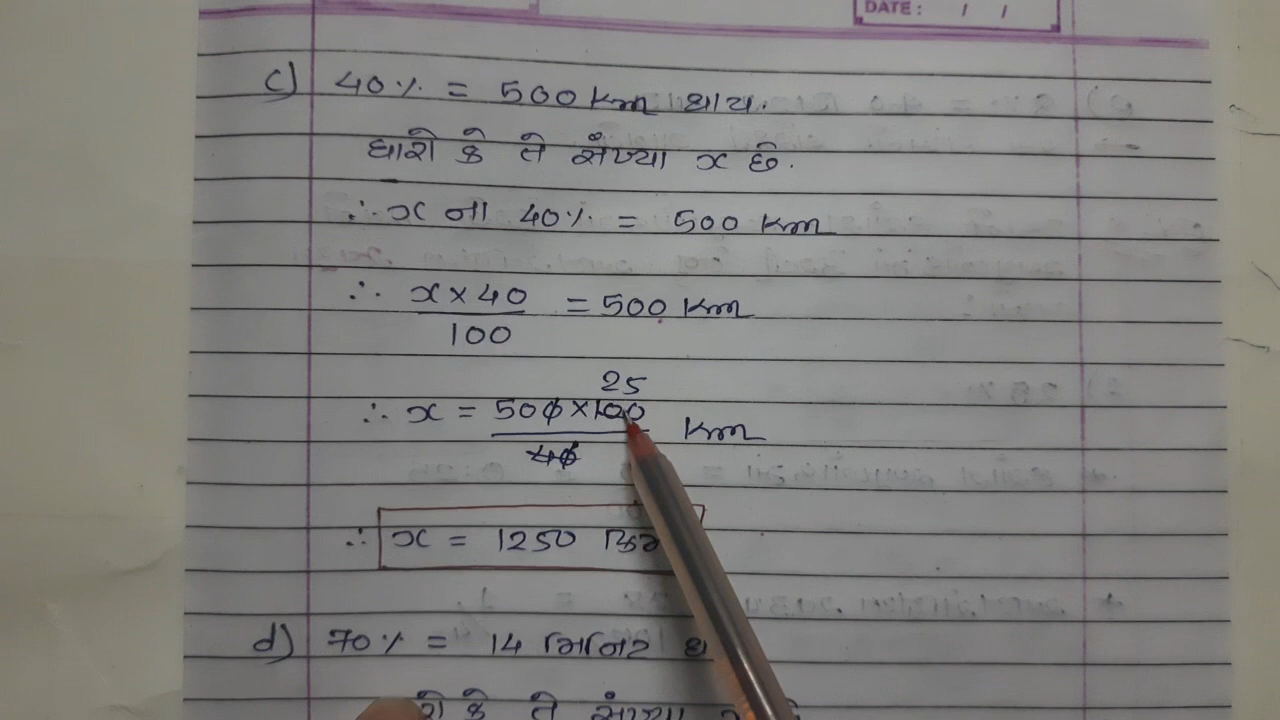 DATE : / /
c) 40% = 500 Km થાય.
ધારો કે તે સંખ્યા x છે.
∴ x ના 40% = 500 Km
∴ x × 40 = 500 Km
100
25
∴ x = 500 × 100 Km
40
∴ x = 1250
d) 70% = 14 મિનિટ
કે તે સંખ્યા